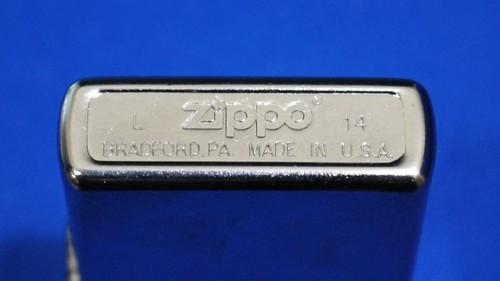 L Zippo® 14
BRADFORD, PA MADE IN U.S.A.